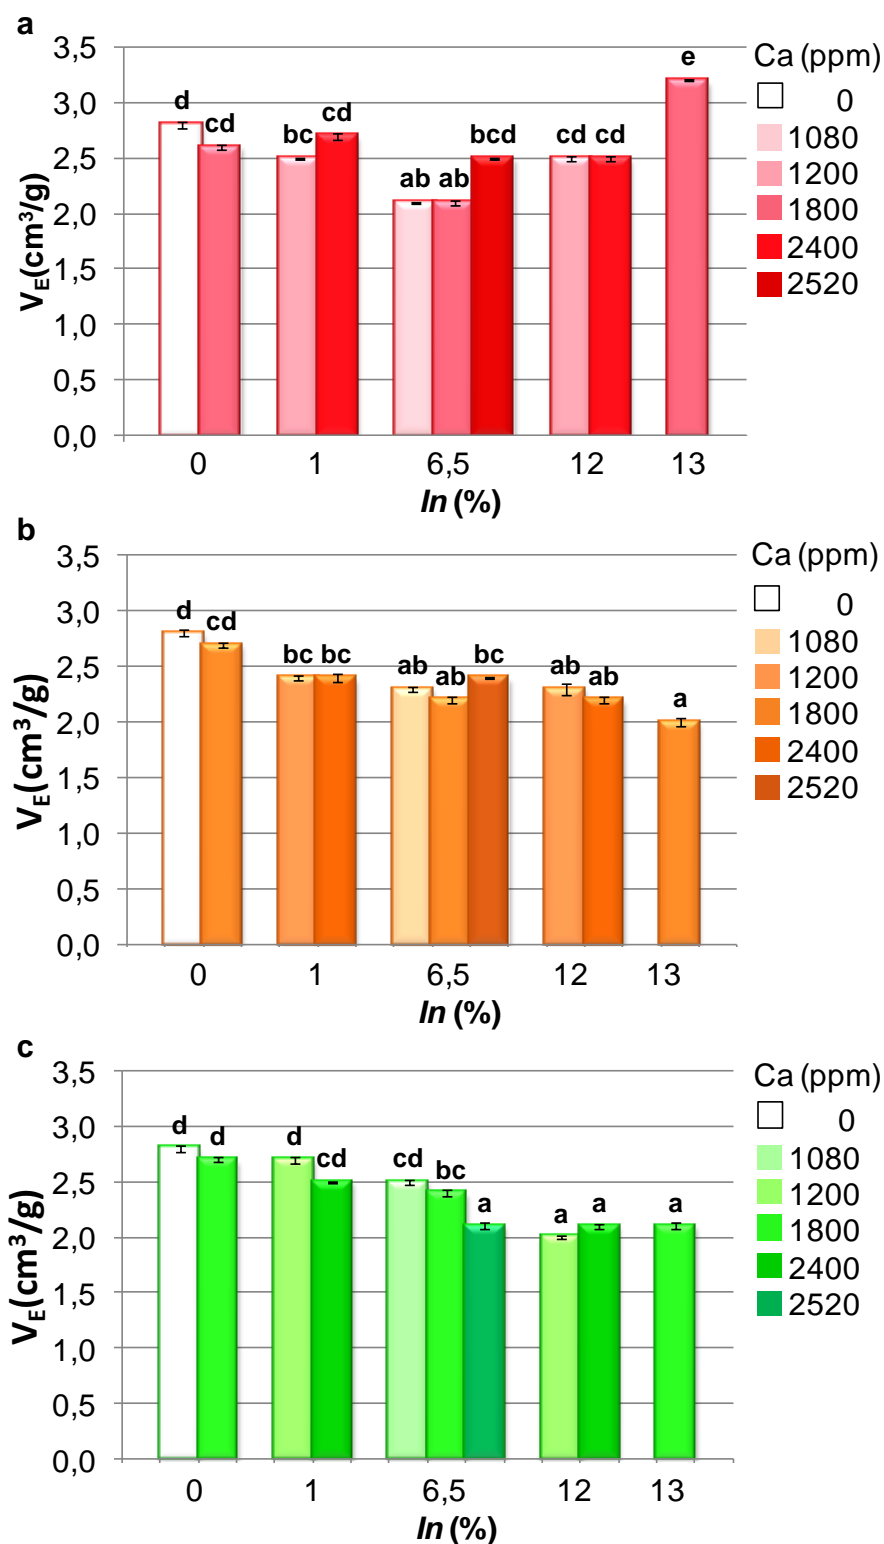 a
3,5
3,0
2,5
2,0
1,5
1,0
0,5
0,0
V_E(cm³/g)
d cd bc cd ab ab bcd cd cd e
0 1 6,5 12 13
In (%)
Ca (ppm)
0
1080
1200
1800
2400
2520
b
3,5
3,0
2,5
2,0
1,5
1,0
0,5
0,0
V_E(cm³/g)
d cd bc bc ab ab bc ab ab a
0 1 6,5 12 13
In (%)
Ca (ppm)
0
1080
1200
1800
2400
2520
c
3,5
3,0
2,5
2,0
1,5
1,0
0,5
0,0
V_E(cm³/g)
d d d cd cd bc a a a a
0 1 6,5 12 13
In (%)
Ca (ppm)
0
1080
1200
1800
2400
2520